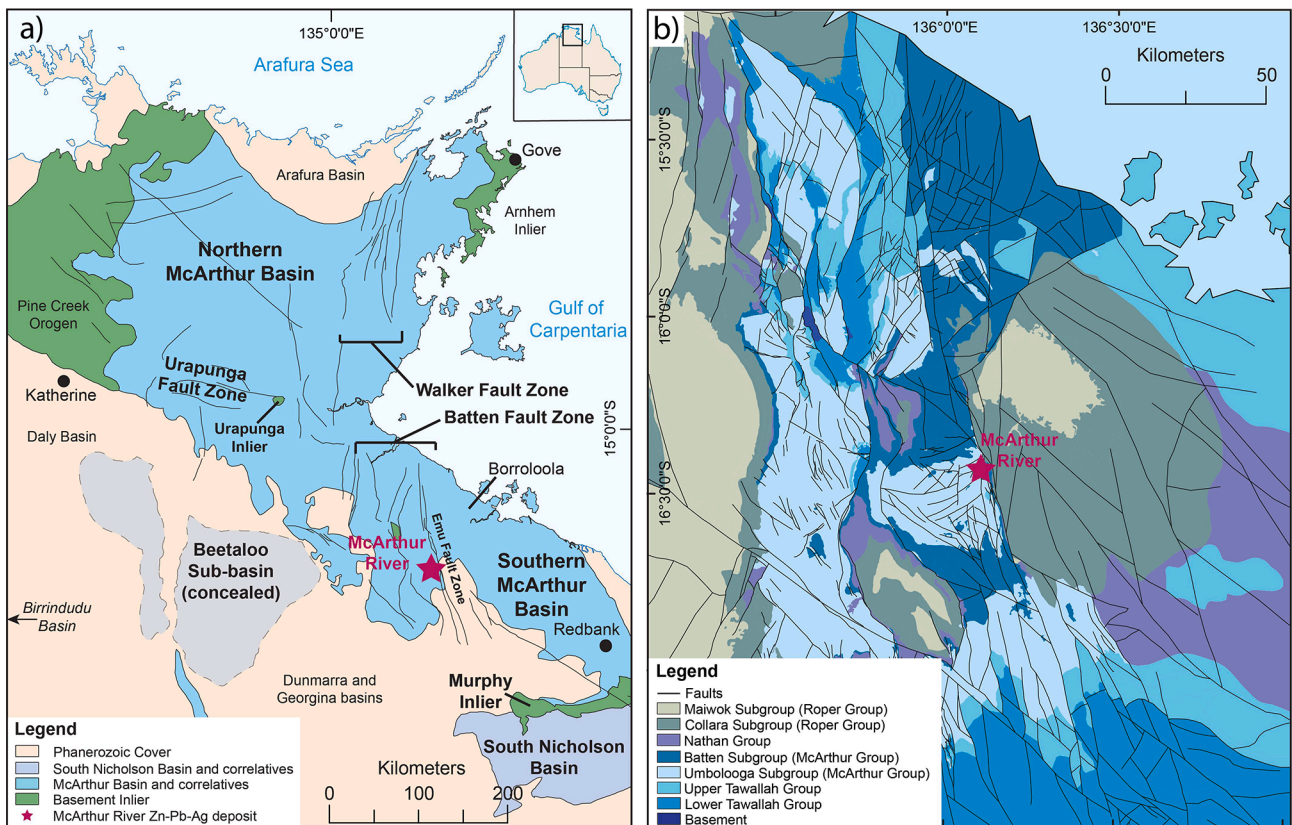 a)
135°0'0"E
Arafura Sea
Gove
Arafura Basin
Arnhem
Inlier
Northern
McArthur Basin
Pine Creek
Orogen
Gulf of
Carpentaria
Urapunga
Fault Zone
Katherine
Walker Fault Zone
Batten Fault Zone
Urapunga
Inlier
15°0'0"S
Daly Basin
Borroloola
Emu Fault Zone
McArthur
River
Beetaloo
Sub-basin
(concealed)
Southern
McArthur
Basin
Birrindudu
Basin
Redbank
Dunmarra and
Georgina basins
Murphy
Inlier
South Nicholson
Basin
Legend
Phanerozoic Cover
South Nicholson Basin and correlatives
McArthur Basin and correlatives
Basement Inlier
McArthur River Zn-Pb-Ag deposit
Kilometers
0 100 200
b)
136°0'0"E
136°30'0"E
Kilometers
0 50
15°30'0"S
16°0'0"S
16°30'0"S
McArthur
River
Legend
Faults
Maiwok Subgroup (Roper Group)
Collara Subgroup (Roper Group)
Nathan Group
Batten Subgroup (McArthur Group)
Umbolooga Subgroup (McArthur Group)
Upper Tawallah Group
Lower Tawallah Group
Basement